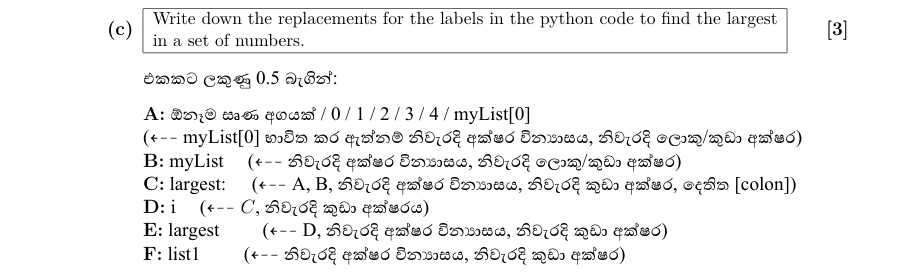 (c) Write down the replacements for the labels in the python code to find the largest [3]
in a set of numbers.
එකකට ලකුණු 0.5 බැගින්:
A: ඕනෑම සෘණ අගයක් / 0 / 1 / 2 / 3 / 4 / myList[0]
(←-- myList[0] භාවිත කර ඇත්නම් නිවැරදි අක්ෂර වින්‍යාසය, නිවැරදි ලොකු/කුඩා අක්ෂර)
B: myList (←-- නිවැරදි අක්ෂර වින්‍යාසය, නිවැරදි ලොකු/කුඩා අක්ෂර)
C: largest: (←-- A, B, නිවැරදි අක්ෂර වින්‍යාසය, නිවැරදි කුඩා අක්ෂර, දෙතිත [colon])
D: i (←-- C, නිවැරදි කුඩා අක්ෂරය)
E: largest (←-- D, නිවැරදි අක්ෂර වින්‍යාසය, නිවැරදි කුඩා අක්ෂර)
F: list1 (←-- නිවැරදි අක්ෂර වින්‍යාසය, නිවැරදි කුඩා අක්ෂර)